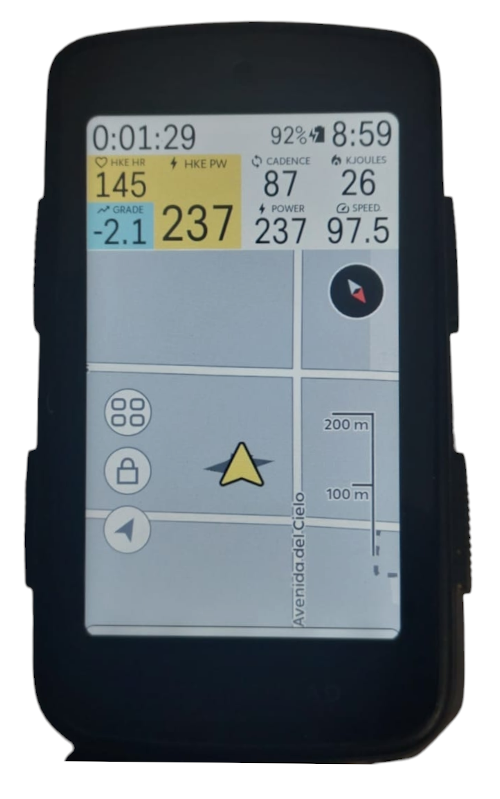 0:01:29 92% 8:59
HKE HR HKE PW CADENCE KJOULES
145 87 26
GRADE POWER SPEED
-2.1 237 237 97.5
200 m
100 m
Avenida del Cielo